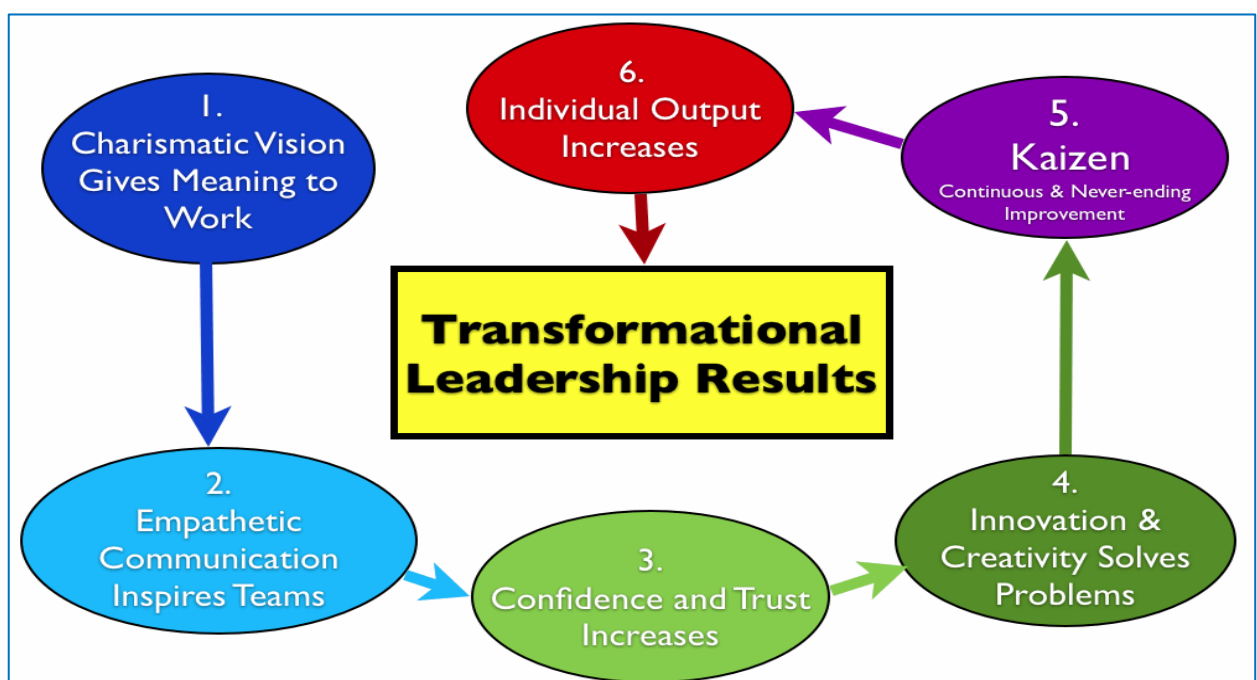 1.
Charismatic Vision
Gives Meaning to
Work
2.
Empathetic
Communication
Inspires Teams
3.
Confidence and Trust
Increases
4.
Innovation &
Creativity Solves
Problems
5.
Kaizen
Continuous & Never-ending
Improvement
6.
Individual Output
Increases
Transformational
Leadership Results